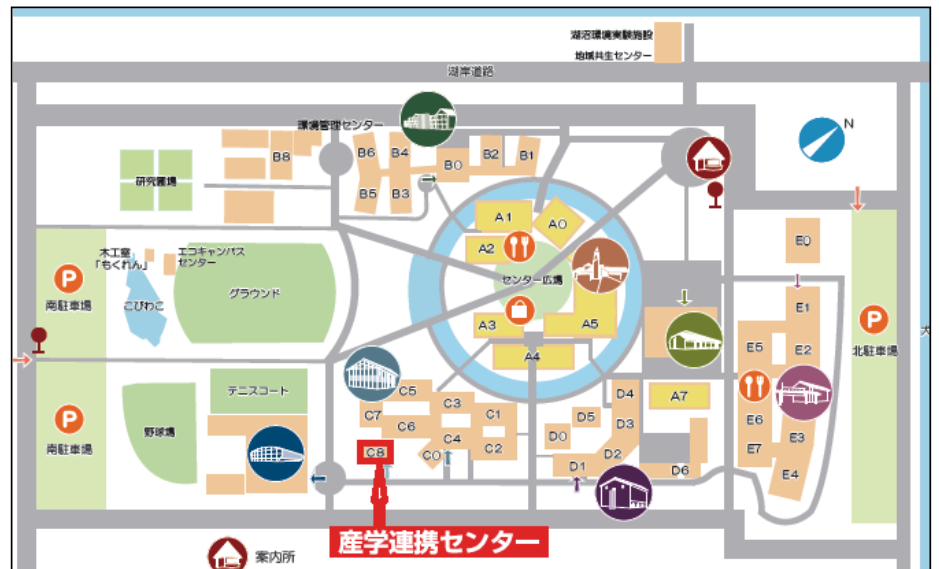 湖沼環境実験施設
地域共生センター
湖岸道路
環境管理センター
N
B8
B6
B4
B0
B2
B1
B5
B3
研究圃場
A1
A0
A2
木工室
「もくれん」
エコキャンパス
センター
E0
P
南駐車場
こびわこ
グラウンド
センター広場
E1
A3
A5
P
北駐車場
大
A4
E5
E2
テニスコート
C5
C7
C3
C1
C6
C4
C2
C8
C0
D4
A7
D5
D3
D0
D2
D1
D6
E6
E7
E3
E4
P
南駐車場
野球場
産学連携センター
案内所